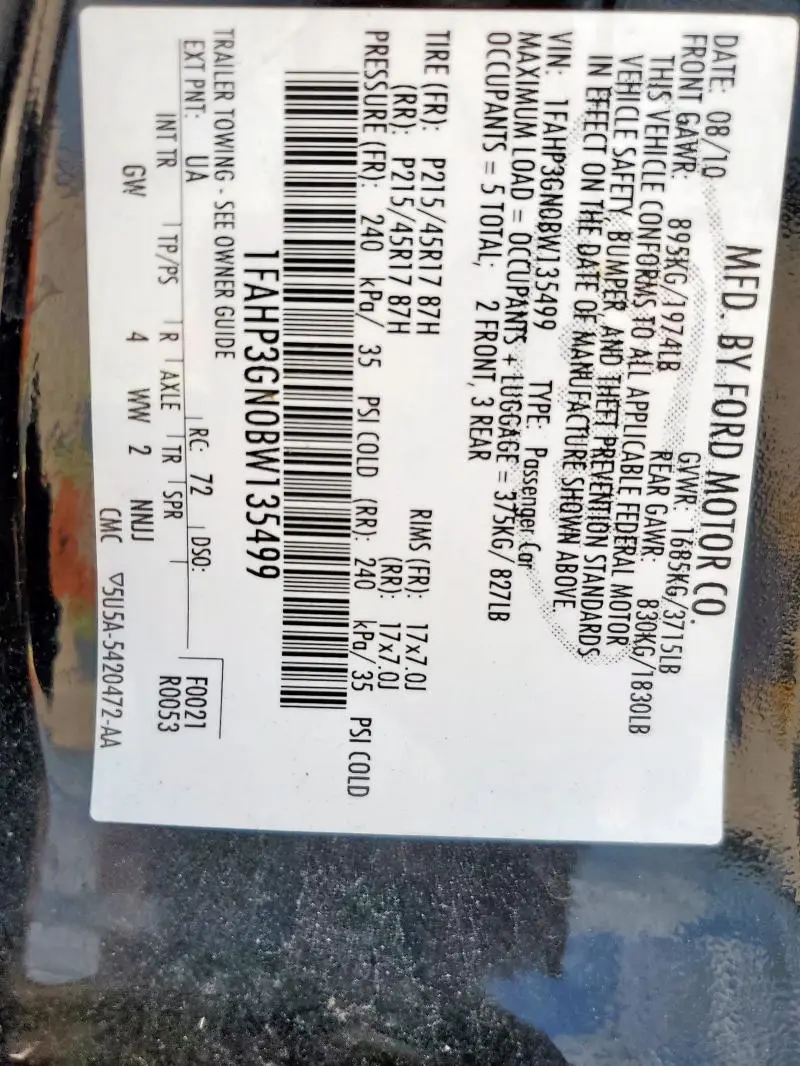 MFD. BY FORD MOTOR CO.
DATE: 08/10 GVWR: 1685KG/3715LB
FRONT GAWR: 895KG/1974LB REAR GAWR: 830KG/1830LB
THIS VEHICLE CONFORMS TO ALL APPLICABLE FEDERAL MOTOR
VEHICLE SAFETY, BUMPER, AND THEFT PREVENTION STANDARDS
IN EFFECT ON THE DATE OF MANUFACTURE SHOWN ABOVE.
VIN: 1FAHP3GN0BW135499 TYPE: Passenger Car
MAXIMUM LOAD = OCCUPANTS + LUGGAGE = 375KG/827LB
OCCUPANTS = 5 TOTAL; 2 FRONT, 3 REAR
TIRE (FR): P215/45R17 87H RIMS (FR): 17x7.0J
(RR): P215/45R17 87H (RR): 17x7.0J
PRESSURE (FR): 240 kPa/ 35 PSI COLD (RR): 240 kPa/ 35 PSI COLD
1FAHP3GN0BW135499
TRAILER TOWING - SEE OWNER GUIDE
EXT PNT: UA RC: 72 DSO: F0021
R0053
INT TR TP/PS R AXLE TR SPR
GW 4 WW 2 NNJJ
CMC ▽5U5A-5420472-AA